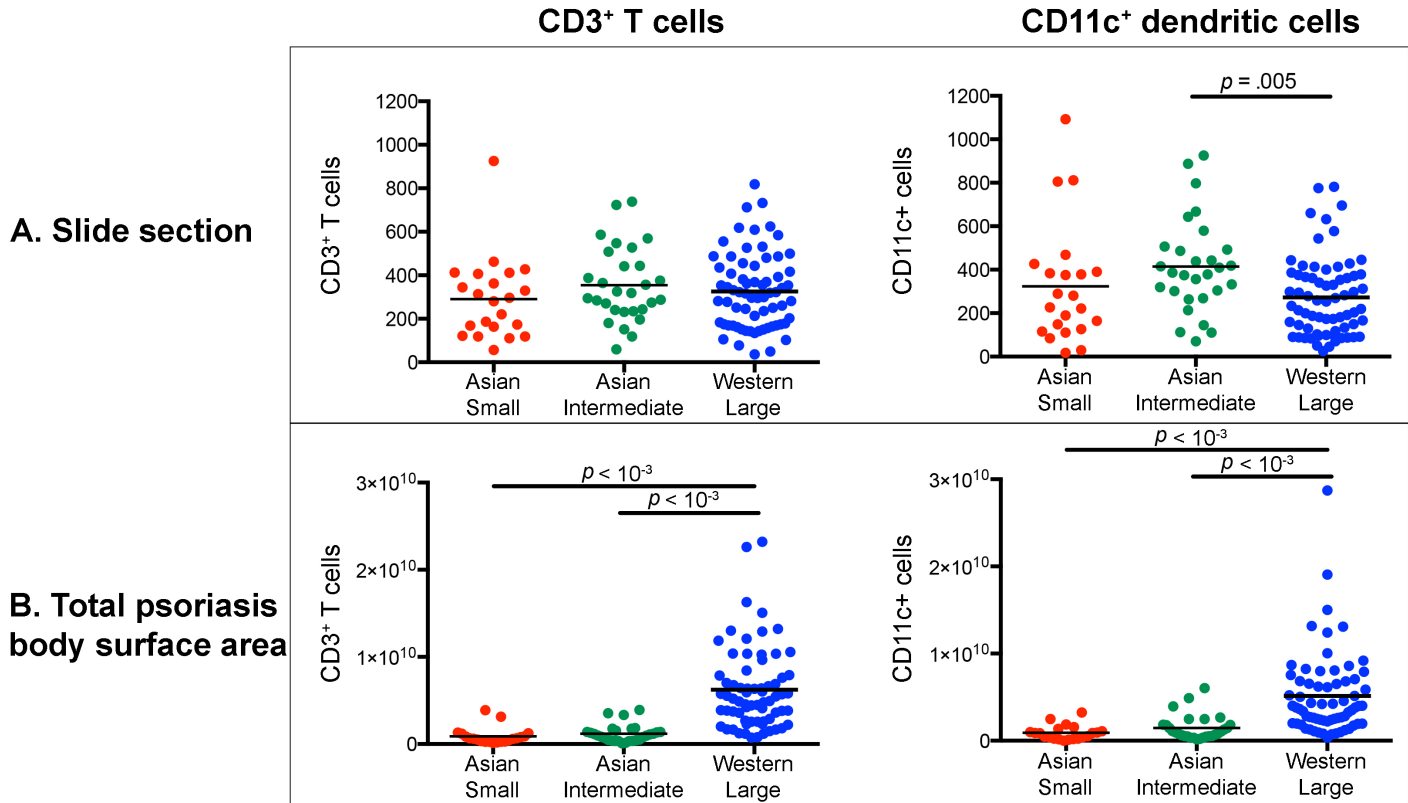 CD3⁺ T cells
CD11c⁺ dendritic cells
A. Slide section
CD3⁺ T cells
1200
1000
800
600
400
200
0
Asian
Small
Asian
Intermediate
Western
Large
CD11c+ cells
1200
1000
800
600
400
200
0
p = .005
Asian
Small
Asian
Intermediate
Western
Large
B. Total psoriasis
body surface area
CD3⁺ T cells
3×10¹⁰
2×10¹⁰
1×10¹⁰
0
p < 10⁻³
p < 10⁻³
Asian
Small
Asian
Intermediate
Western
Large
CD11c+ cells
3×10¹⁰
2×10¹⁰
1×10¹⁰
0
p < 10⁻³
p < 10⁻³
Asian
Small
Asian
Intermediate
Western
Large